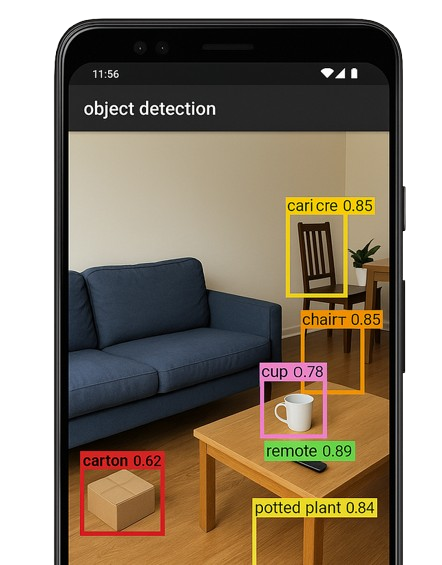 11:56
object detection
cari cre 0.85
chairт 0.85
cup 0.78
remote 0.89
carton 0.62
potted plant 0.84